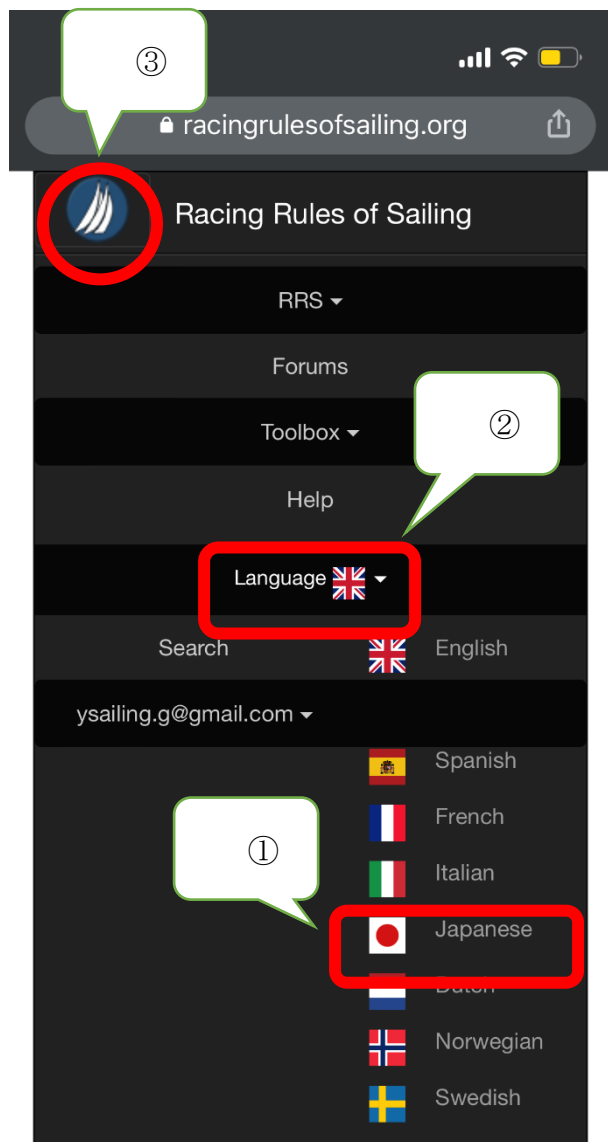 ③
racingrulesofsailing.org
Racing Rules of Sailing
RRS
Forums
Toolbox
②
Help
Language
Search
English
ysailing.g@gmail.com
Spanish
French
①
Italian
Japanese
Dutch
Norwegian
Swedish